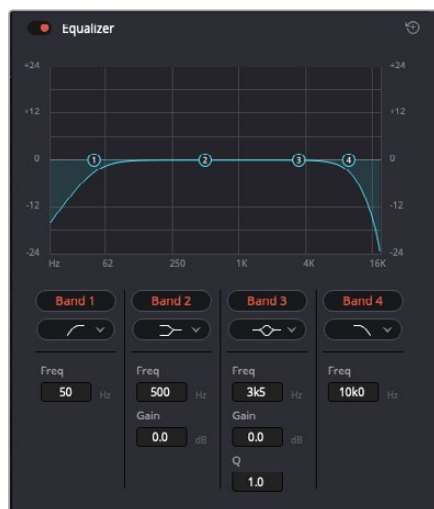 Equalizer
+24 +24
+12 +12
0 1 2 3 4 0
-12 -12
-24 -24
Hz 62 250 1K 4K 16K
Band 1 Band 2 Band 3 Band 4
Freq Freq Freq Freq
50 Hz 500 Hz 3k5 Hz 10k0 Hz
Gain Gain
0.0 dB 0.0 dB
Q
1.0